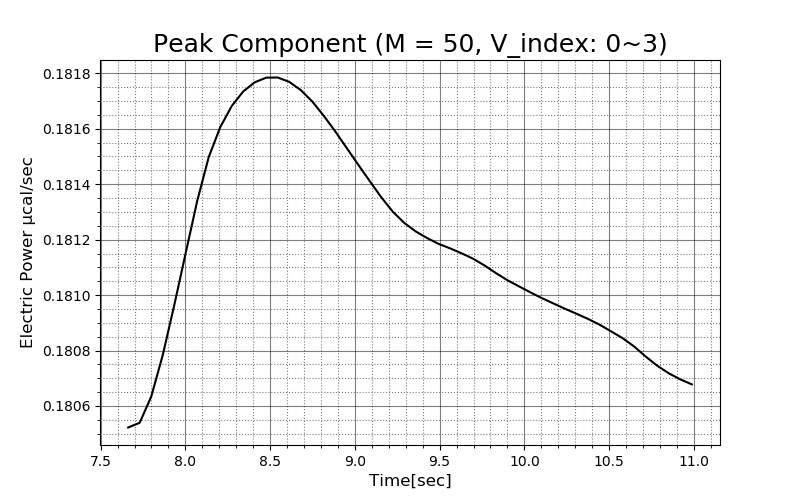 Peak Component (M = 50, V_index: 0~3)
Electric Power μcal/sec
0.1818
0.1816
0.1814
0.1812
0.1810
0.1808
0.1806
7.5 8.0 8.5 9.0 9.5 10.0 10.5 11.0
Time[sec]